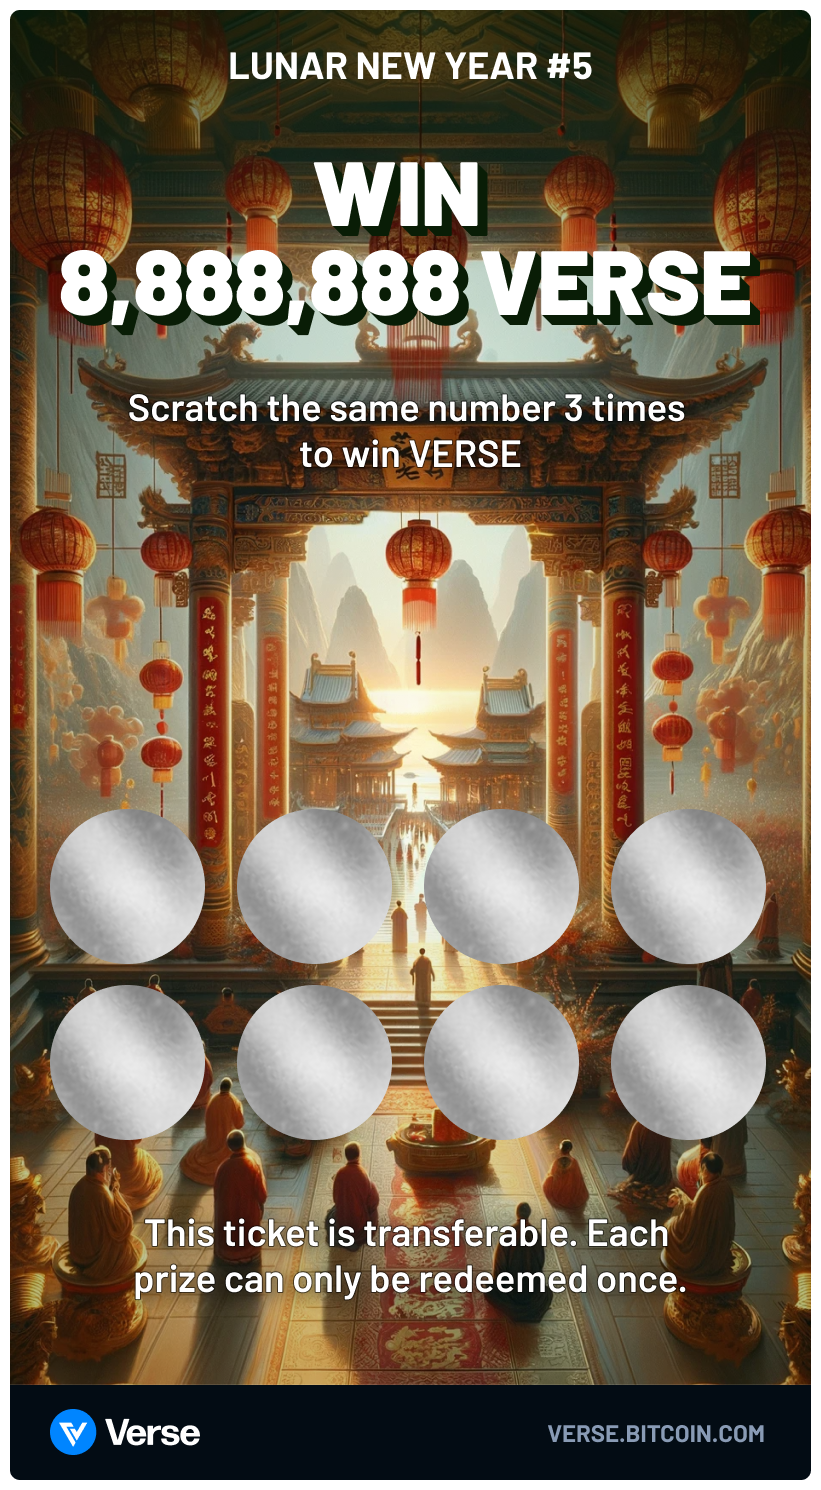 LUNAR NEW YEAR #5
WIN
8,888,888 VERSE
Scratch the same number 3 times
to win VERSE
This ticket is transferable. Each
prize can only be redeemed once.
Verse
VERSE.BITCOIN.COM